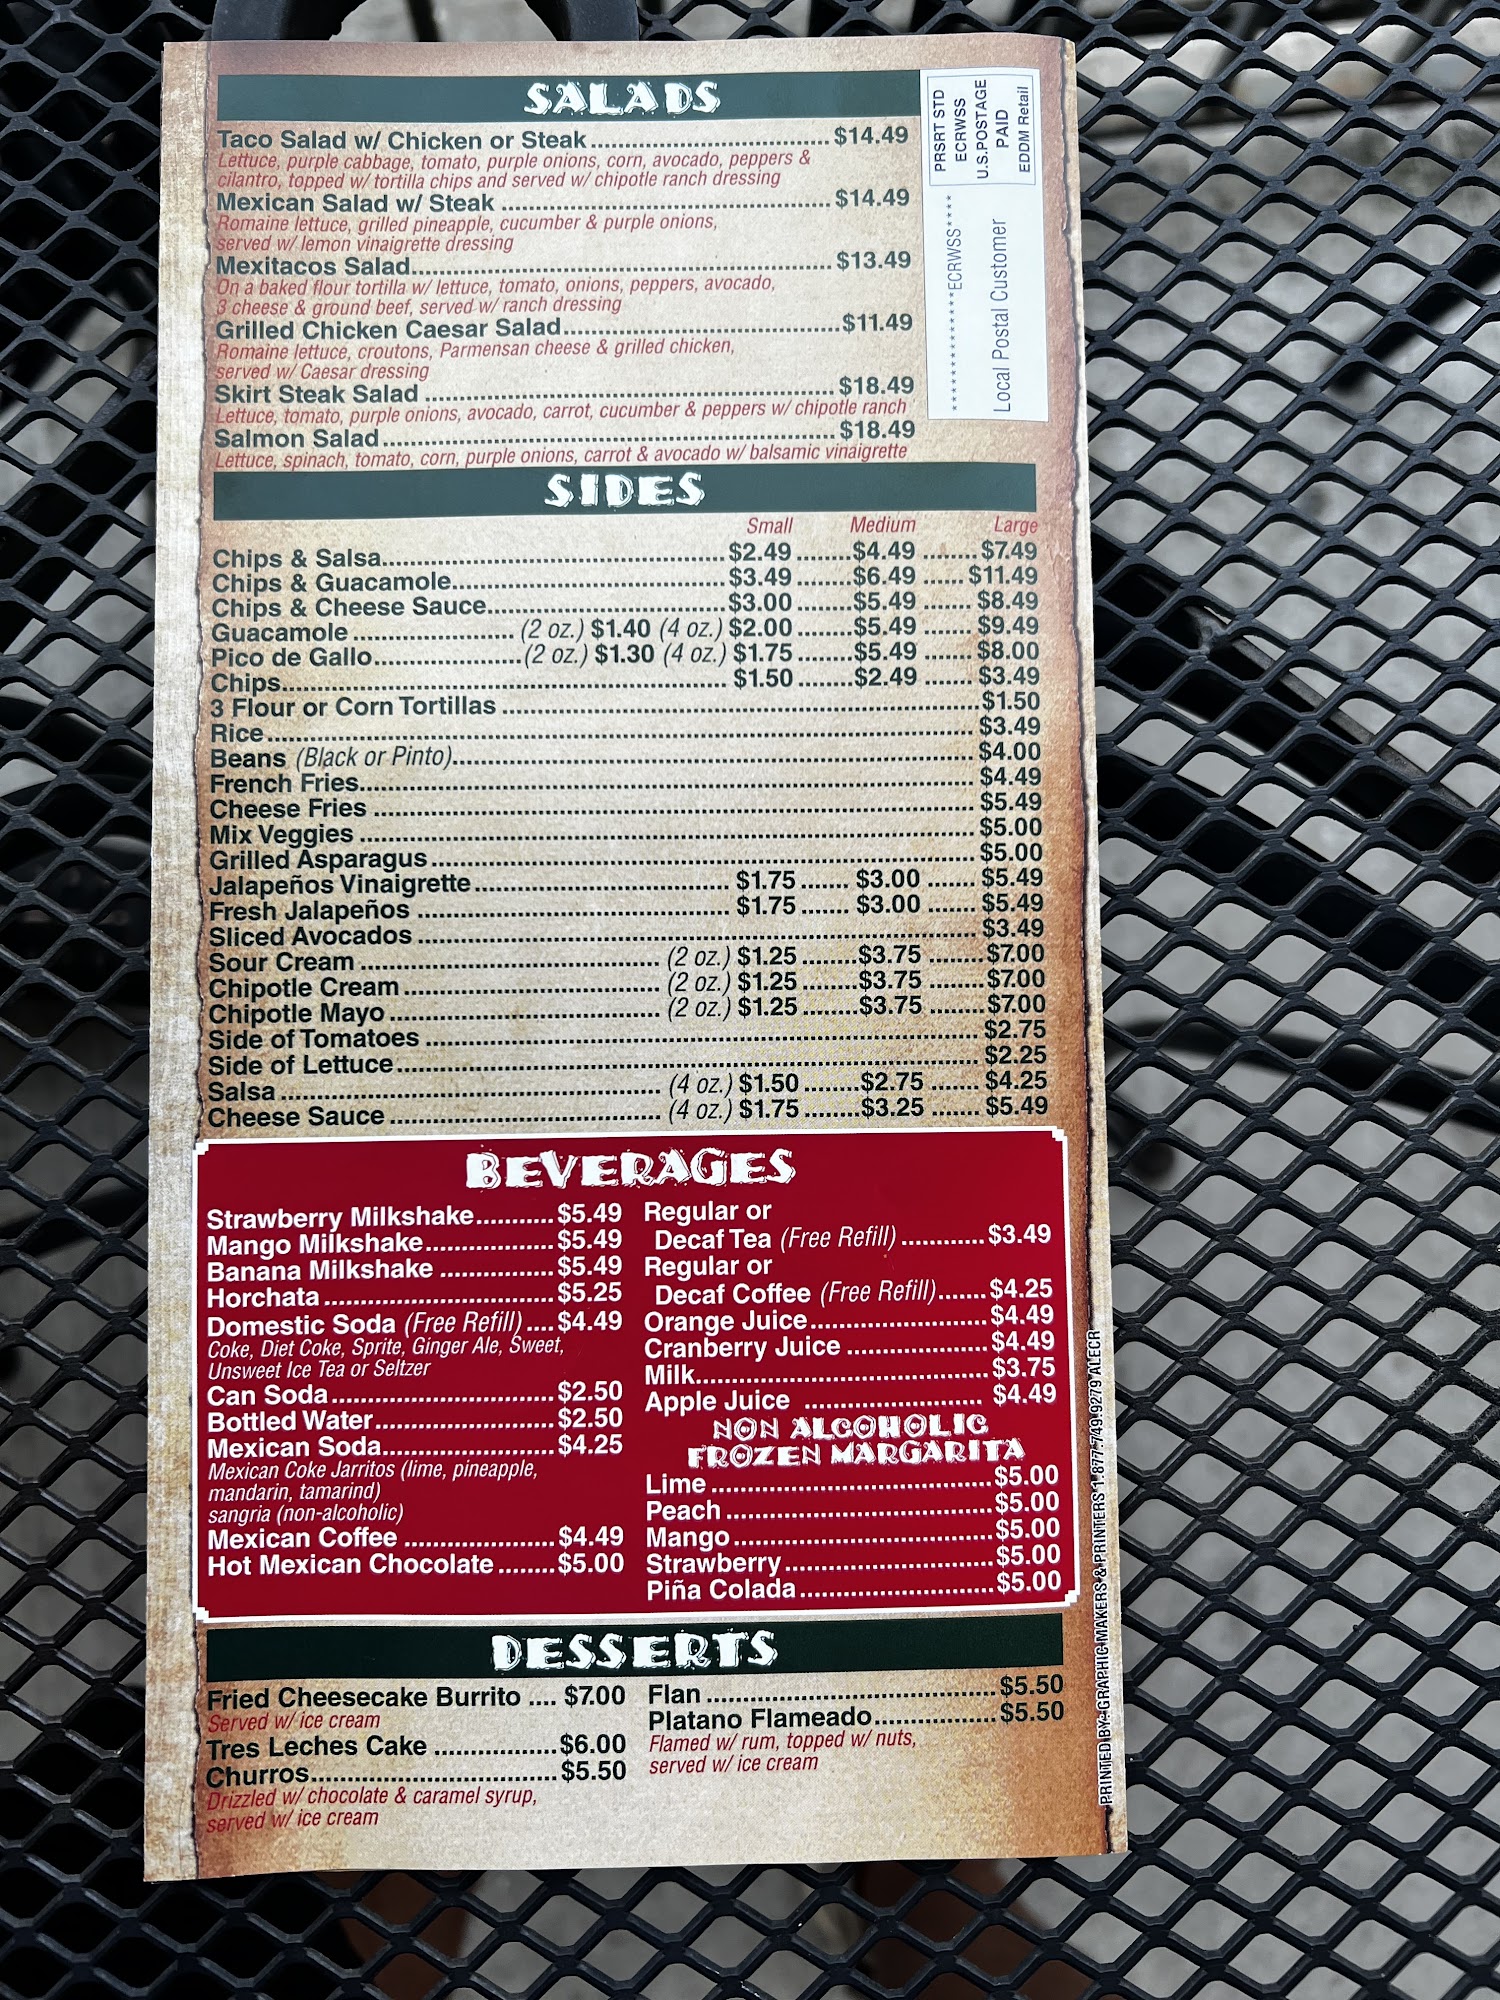 SALADS
Taco Salad w/ Chicken or Steak ................................ $14.49
Lettuce, purple cabbage, tomato, purple onions, corn, avocado, peppers &
cilantro, topped w/ tortilla chips and served w/ chipotle ranch dressing
Mexican Salad w/ Steak ............................................ $14.49
Romaine lettuce, grilled pineapple, cucumber & purple onions,
served w/ lemon vinaigrette dressing
Mexitacos Salad........................................................ $13.49
On a baked flour tortilla w/ lettuce, tomato, onions, peppers, avocado,
3 cheese & ground beef, served w/ ranch dressing
Grilled Chicken Caesar Salad.....................................$11.49
Romaine lettuce, croutons, Parmensan cheese & grilled chicken,
served w/ Caesar dressing
Skirt Steak Salad ...................................................... $18.49
Lettuce, tomato, purple onions, avocado, carrot, cucumber & peppers w/ chipotle ranch
Salmon Salad ............................................................ $18.49
Lettuce, spinach, tomato, corn, purple onions, carrot & avocado w/ balsamic vinaigrette
PRSRT STD
ECRWSS
U.S.POSTAGE
PAID
EDDM Retail
****************ECRWSS****
Local Postal Customer
SIDES
Small Medium Large
Chips & Salsa.............................................. $2.49 ........$4.49 ........ $7.49
Chips & Guacamole..................................... $3.49 ........$6.49 ...... $11.49
Chips & Cheese Sauce................................$3.00 ........$5.49 ....... $8.49
Guacamole ...................... (2 oz.) $1.40 (4 oz.) $2.00 ........$5.49 ....... $9.49
Pico de Gallo.....................(2 oz.) $1.30 (4 oz.) $1.75 ........$5.49 ....... $8.00
Chips............................................................ $1.50 ........$2.49 ....... $3.49
3 Flour or Corn Tortillas .................................................................$1.50
Rice ................................................................................................ $3.49
Beans (Black or Pinto)..................................................................... $4.00
French Fries..................................................................................... $4.49
Cheese Fries ................................................................................... $5.49
Mix Veggies ..................................................................................... $5.00
Grilled Asparagus ............................................................................ $5.00
Jalapeños Vinaigrette................................... $1.75 ....... $3.00 ....... $5.49
Fresh Jalapeños ........................................... $1.75 ....... $3.00 ....... $5.49
Sliced Avocados .............................................................................. $3.49
Sour Cream ........................................... (2 oz.) $1.25 ........$3.75 ........$7.00
Chipotle Cream .................................... (2 oz.) $1.25 ........$3.75 ........$7.00
Chipotle Mayo ...................................... (2 oz.) $1.25 ........$3.75 ........$7.00
Side of Tomatoes ............................................................................ $2.75
Side of Lettuce................................................................................. $2.25
Salsa ..................................................... (4 oz.) $1.50 ........$2.75 ....... $4.25
Cheese Sauce ...................................... (4 oz.) $1.75 ........$3.25 ....... $5.49
BEVERAGES
Strawberry Milkshake...........$5.49
Mango Milkshake..................$5.49
Banana Milkshake ................$5.49
Horchata ................................$5.25
Domestic Soda (Free Refill) ....$4.49
Coke, Diet Coke, Sprite, Ginger Ale, Sweet,
Unsweet Ice Tea or Seltzer
Can Soda ...............................$2.50
Bottled Water.........................$2.50
Mexican Soda........................$4.25
Mexican Coke Jarritos (lime, pineapple,
mandarin, tamarind)
sangria (non-alcoholic)
Mexican Coffee .....................$4.49
Hot Mexican Chocolate ........$5.00
Regular or
Decaf Tea (Free Refill) ............$3.49
Regular or
Decaf Coffee (Free Refill).......$4.25
Orange Juice.........................$4.49
Cranberry Juice ....................$4.49
Milk..........................................$3.75
Apple Juice ......................... $4.49
NON ALCOHOLIC
FROZEN MARGARITA
Lime ........................................$5.00
Peach ......................................$5.00
Mango .....................................$5.00
Strawberry..............................$5.00
Piña Colada............................$5.00
DESSERTS
Fried Cheesecake Burrito .... $7.00
Served w/ ice cream
Tres Leches Cake .................$6.00
Churros...................................$5.50
Drizzled w/ chocolate & caramel syrup,
served w/ ice cream
Flan .........................................$5.50
Platano Flameado.................$5.50
Flamed w/ rum, topped w/ nuts,
served w/ ice cream
PRINTED BY: GRAPHIC MAKERS & PRINTERS 1.877.749.9279 ALECR